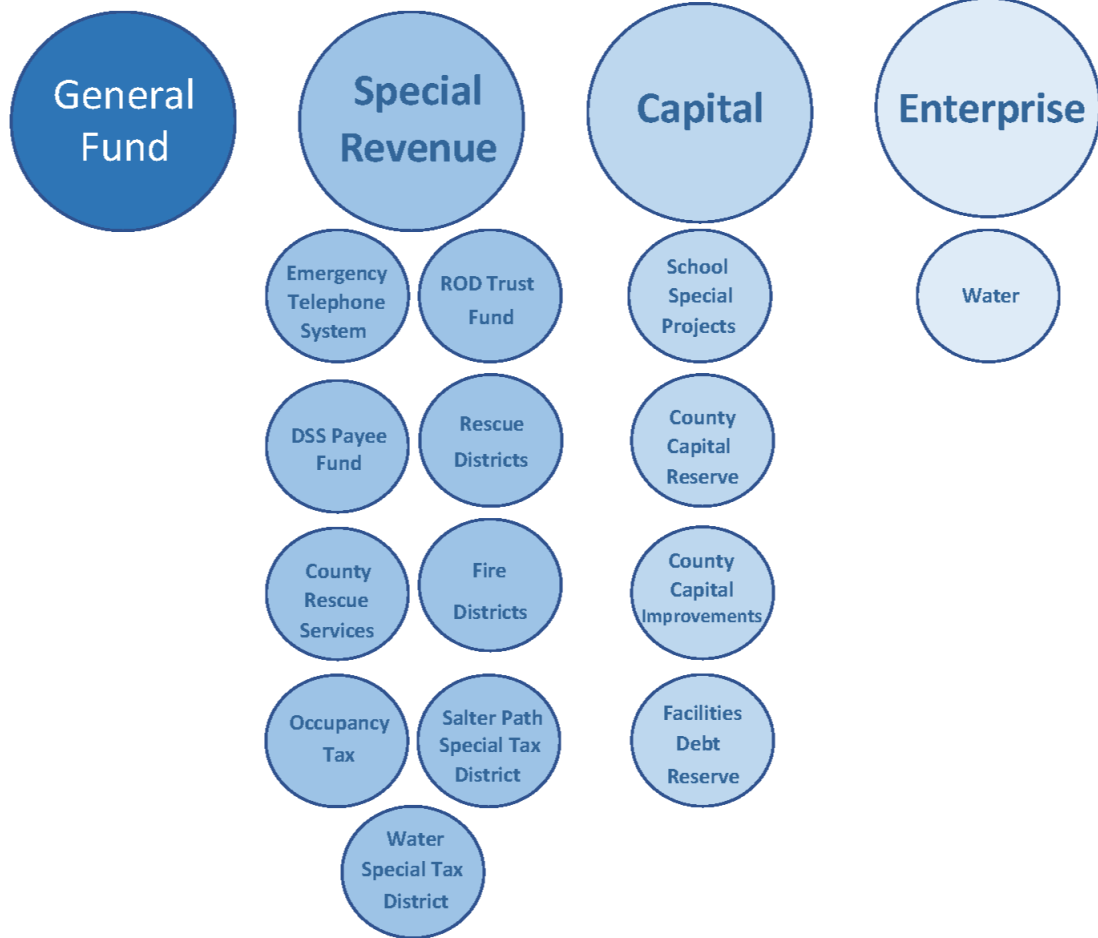 General
Fund
Special
Revenue
Capital
Enterprise
Emergency
Telephone
System
ROD Trust
Fund
School
Special
Projects
Water
DSS Payee
Fund
Rescue
Districts
County
Capital
Reserve
County
Rescue
Services
Fire
Districts
County
Capital
Improvements
Occupancy
Tax
Salter Path
Special Tax
District
Facilities
Debt
Reserve
Water
Special Tax
District